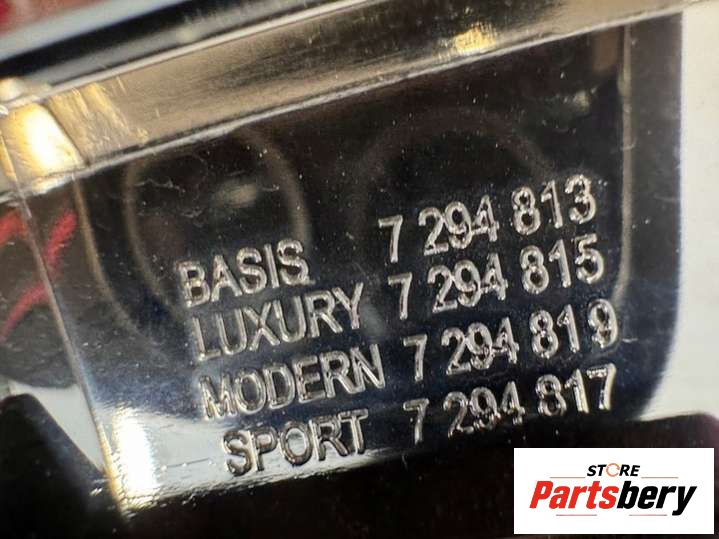 BASIS 7 294 813
LUXURY 7 294 815
MODERN 7 294 819
SPORT 7 294 817
STORE
Partsbery